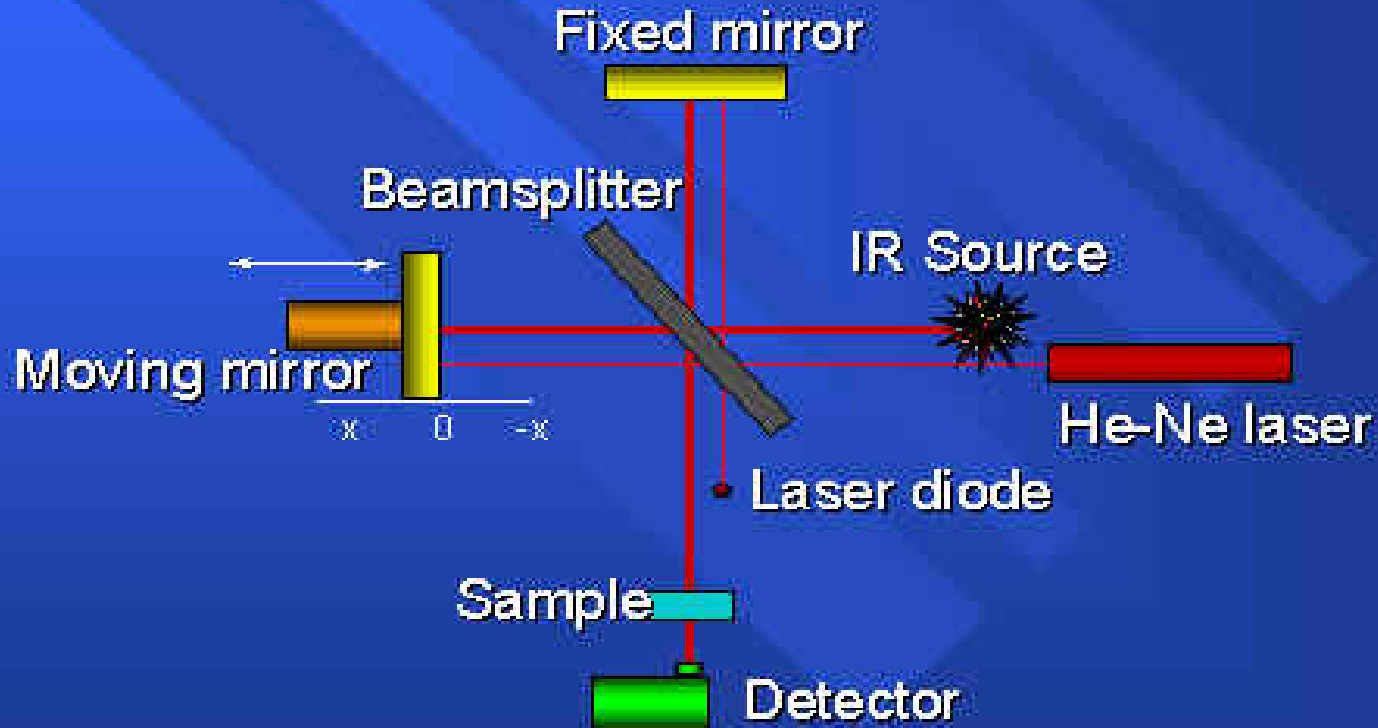 Fixed mirror
Beamsplitter
IR Source
Moving mirror
x 0 -x
He-Ne laser
Laser diode
Sample
Detector